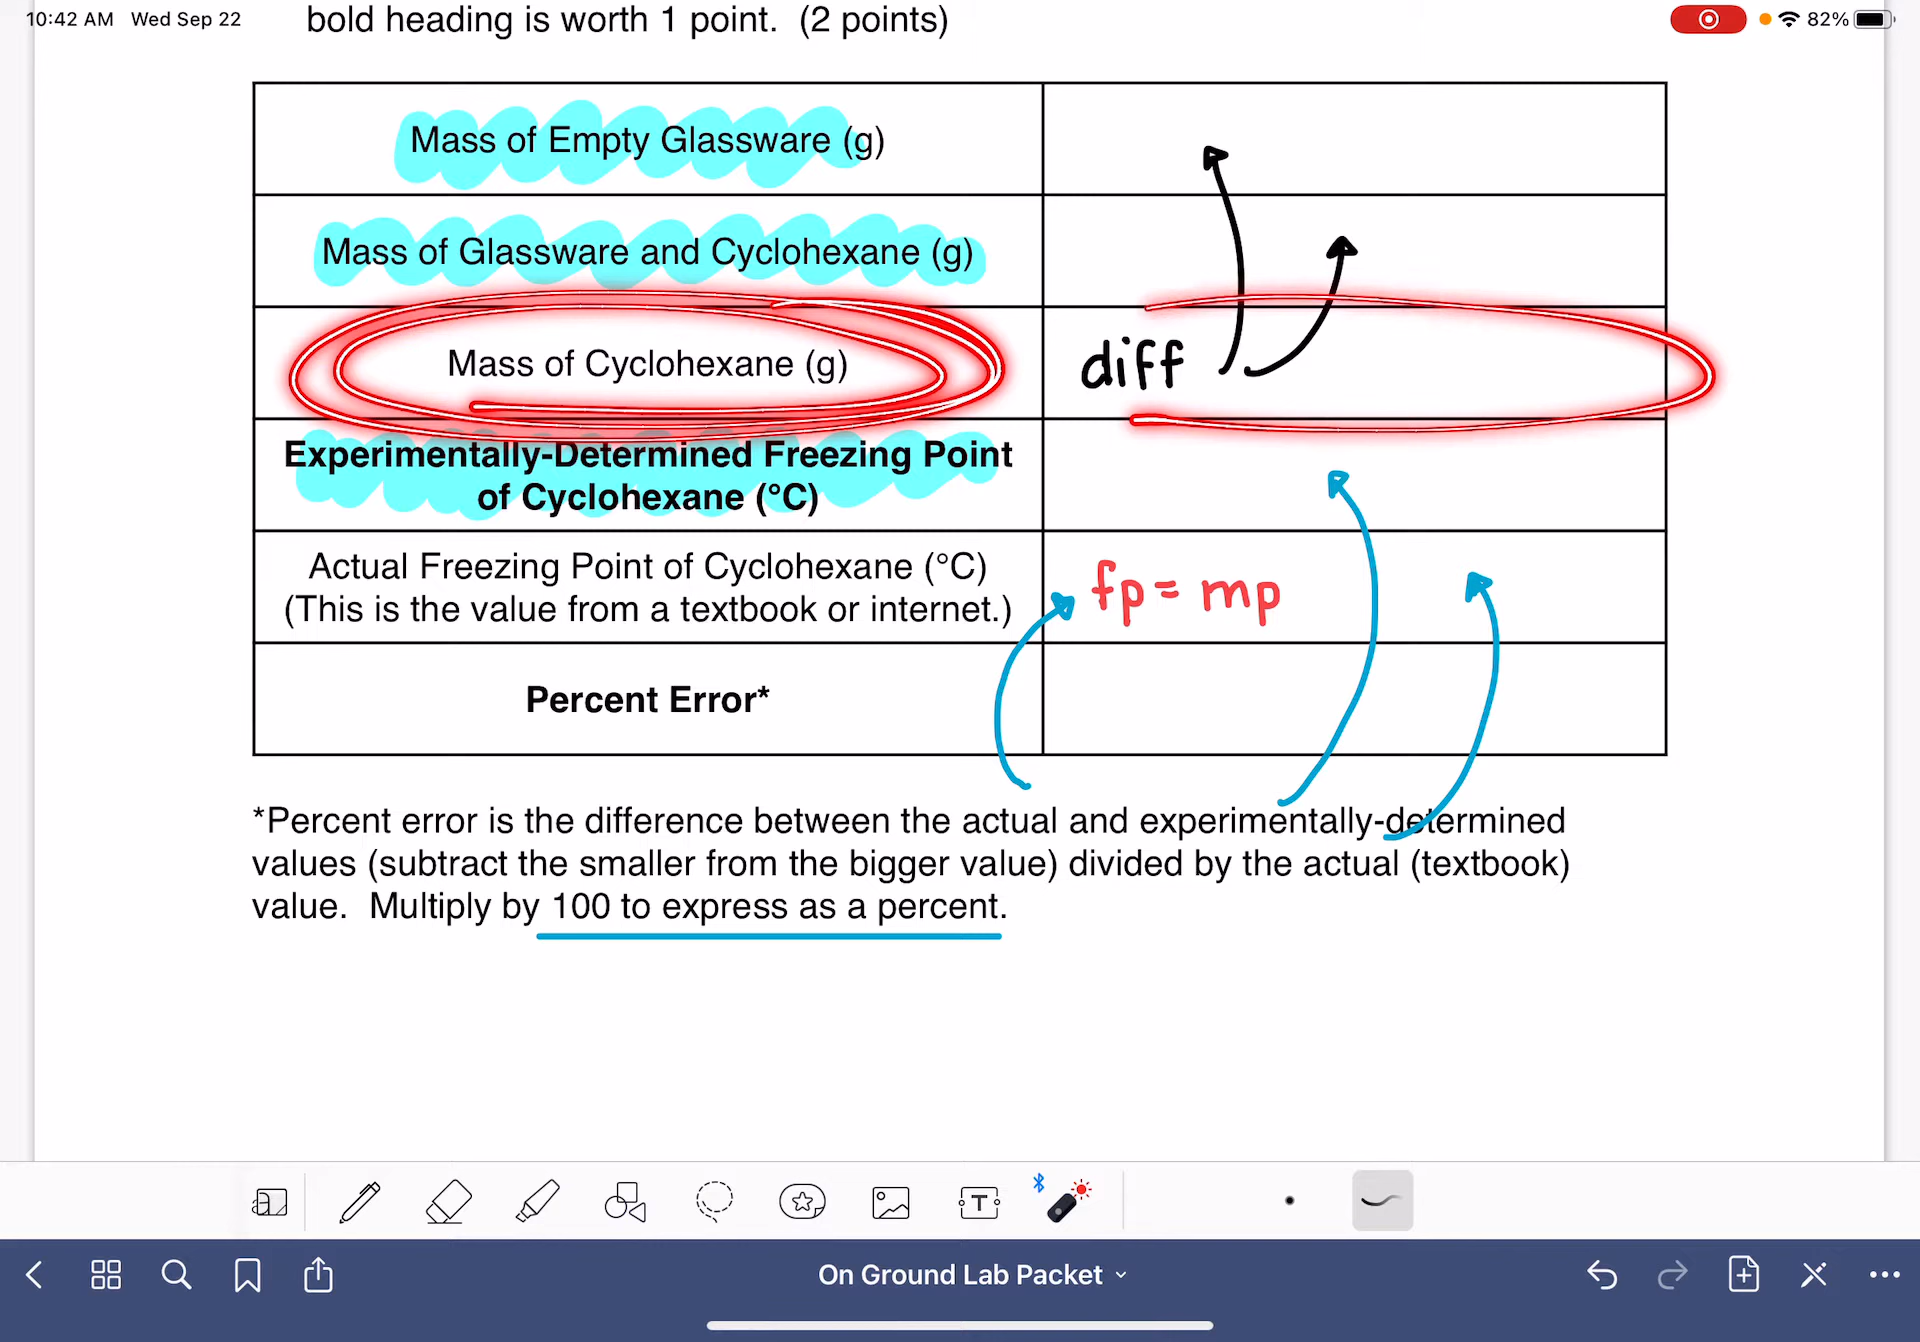 10:42 AM Wed Sep 22
82%
bold heading is worth 1 point. (2 points)
Mass of Empty Glassware (g)
Mass of Glassware and Cyclohexane (g)
Mass of Cyclohexane (g)
diff
Experimentally-Determined Freezing Point
of Cyclohexane (°C)
Actual Freezing Point of Cyclohexane (°C)
(This is the value from a textbook or internet.)
fp = mp
Percent Error*
*Percent error is the difference between the actual and experimentally-determined
values (subtract the smaller from the bigger value) divided by the actual (textbook)
value. Multiply by 100 to express as a percent.
a
T
On Ground Lab Packet